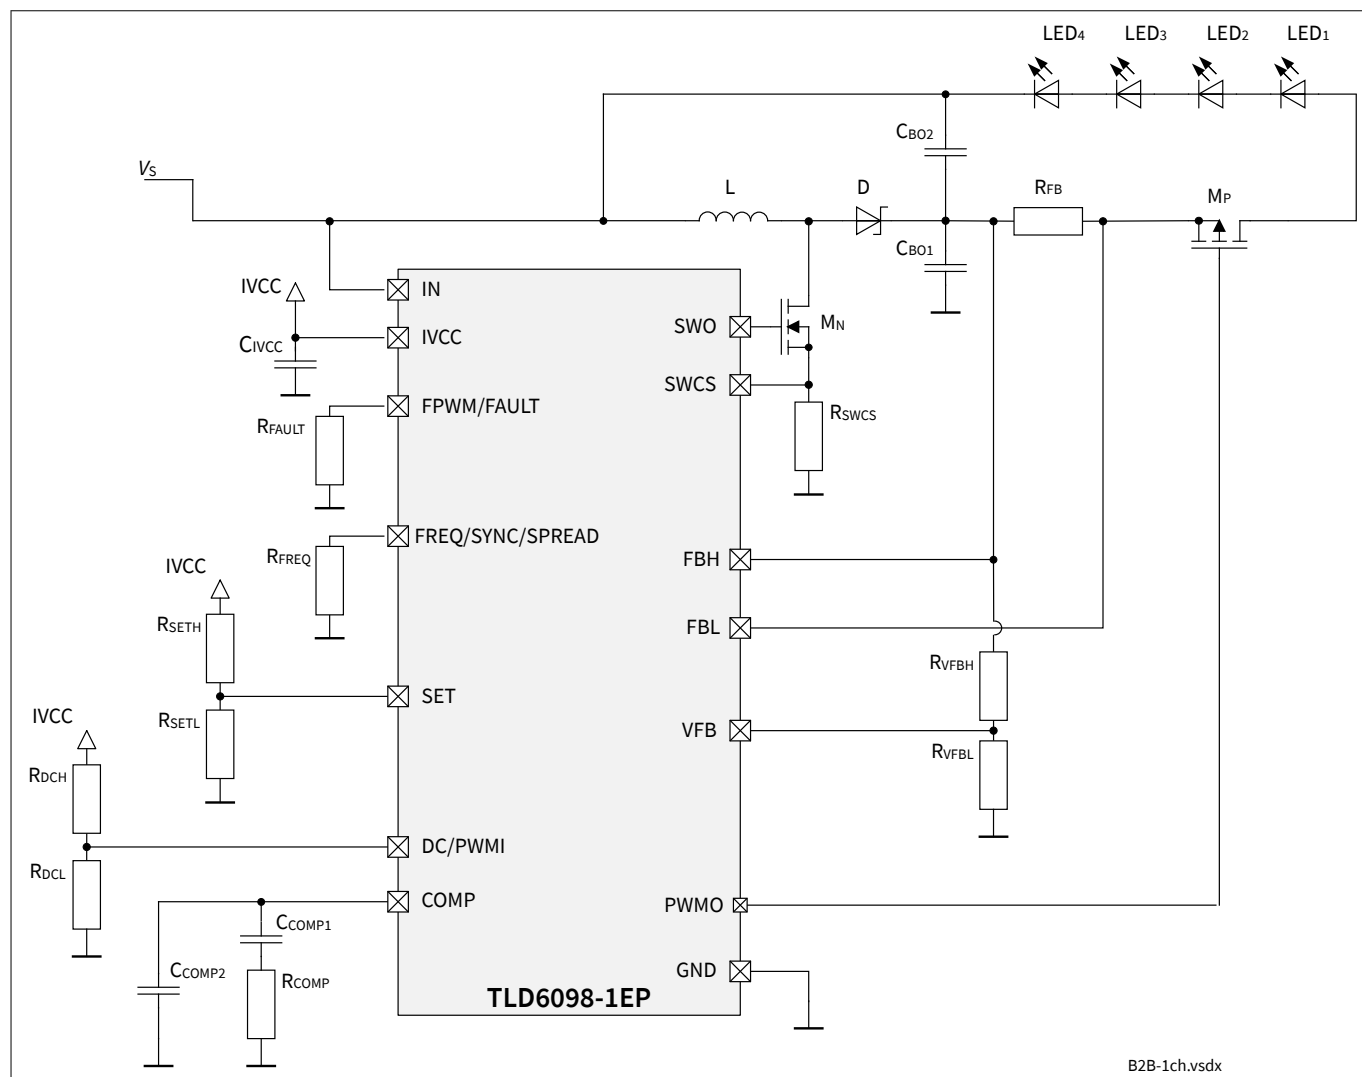 LED4 LED3 LED2 LED1
CBO2
VS
L D RFB MP
CBO1
IVCC IN
SWO MN
CIVCC IVCC
SWCS
RFAULT FPWM/FAULT RSWCS
RFREQ FREQ/SYNC/SPREAD
FBH
IVCC
RSETH FBL
RVFBH
RSETL SET
IVCC VFB
RVFBL
RDCH
DC/PWMI
RDCL
COMP PWMO
CCOMP1
CCOMP2 RCOMP GND
TLD6098-1EP
B2B-1ch.vsdx